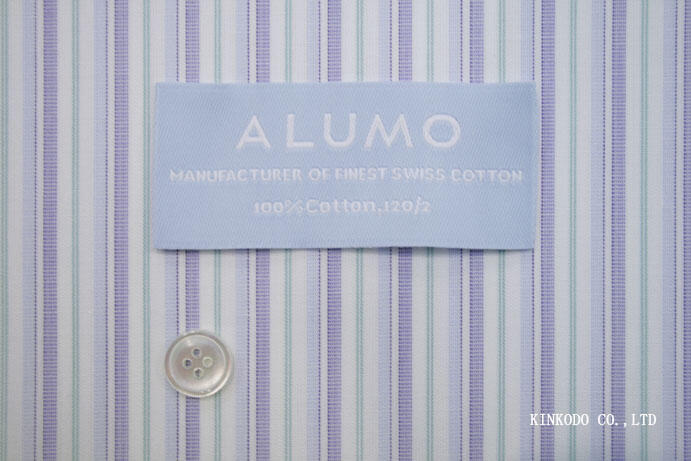 ALUMO
MANUFACTURER OF FINEST SWISS COTTON
100%Cotton.120/2
KINKODO CO.,LTD